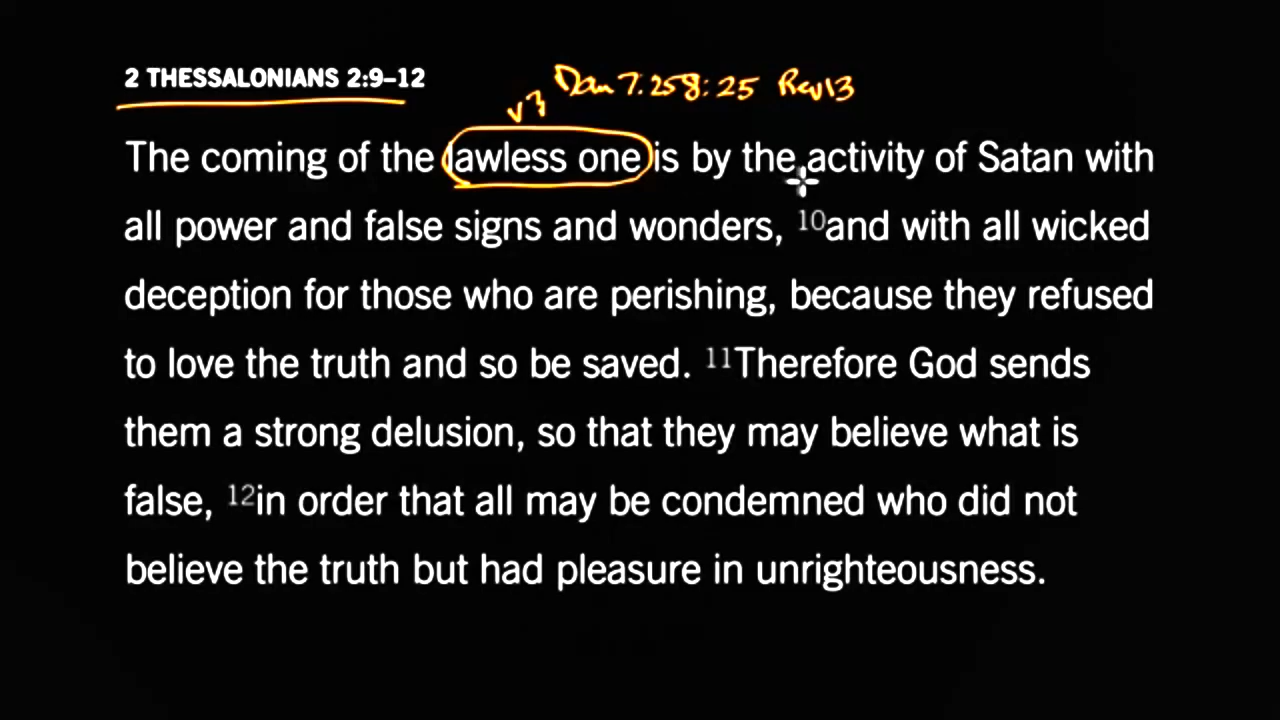 2 THESSALONIANS 2:9–12
Dan 7.25 8:25 Rev 13
v 3
The coming of the lawless one is by the activity of Satan with
all power and false signs and wonders, 10and with all wicked
deception for those who are perishing, because they refused
to love the truth and so be saved. 11Therefore God sends
them a strong delusion, so that they may believe what is
false, 12in order that all may be condemned who did not
believe the truth but had pleasure in unrighteousness.